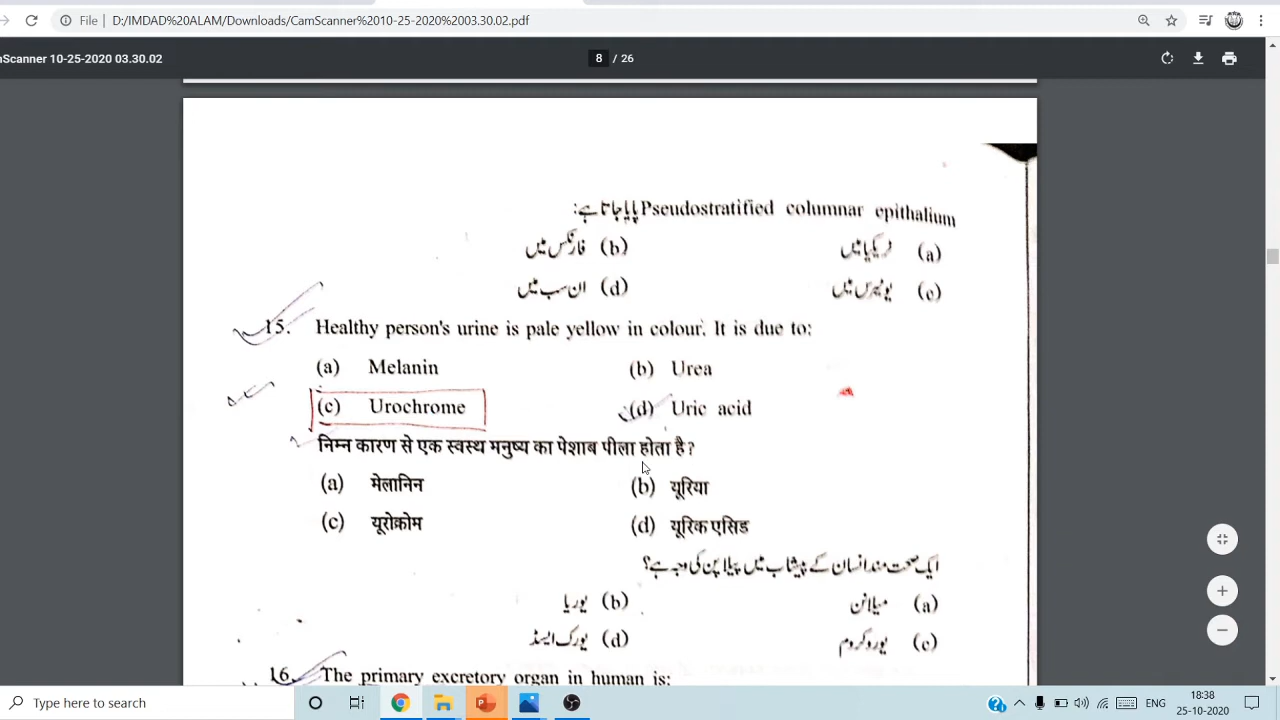 File D:/IMDAD%20ALAM/Downloads/CamScanner%2010-25-2020%2003.30.02.pdf
mScanner 10-25-2020 03.30.02 8 / 26
Pseudostratified columnar epithalium پایا جاتا ہے:
(a) ٹریکیا میں (b) فارنکس میں
(c) یوٹیرس میں (d) ان سب میں
15. Healthy person's urine is pale yellow in colour. It is due to:
(a) Melanin (b) Urea
(c) Urochrome (d) Uric acid
निम्न कारण से एक स्वस्थ मनुष्य का पेशाब पीला होता है?
(a) मेलानिन (b) यूरिया
(c) यूरोक्रोम (d) यूरिक एसिड
ایک صحت مند انسان کے پیشاب میں پیلا پن کی وجہ ہے؟
(a) میلانن (b) یوریا
(c) یوروکروم (d) یورک ایسڈ
16. The primary excretory organ in human is:
Type here to search ENG 18:38
25-10-2020